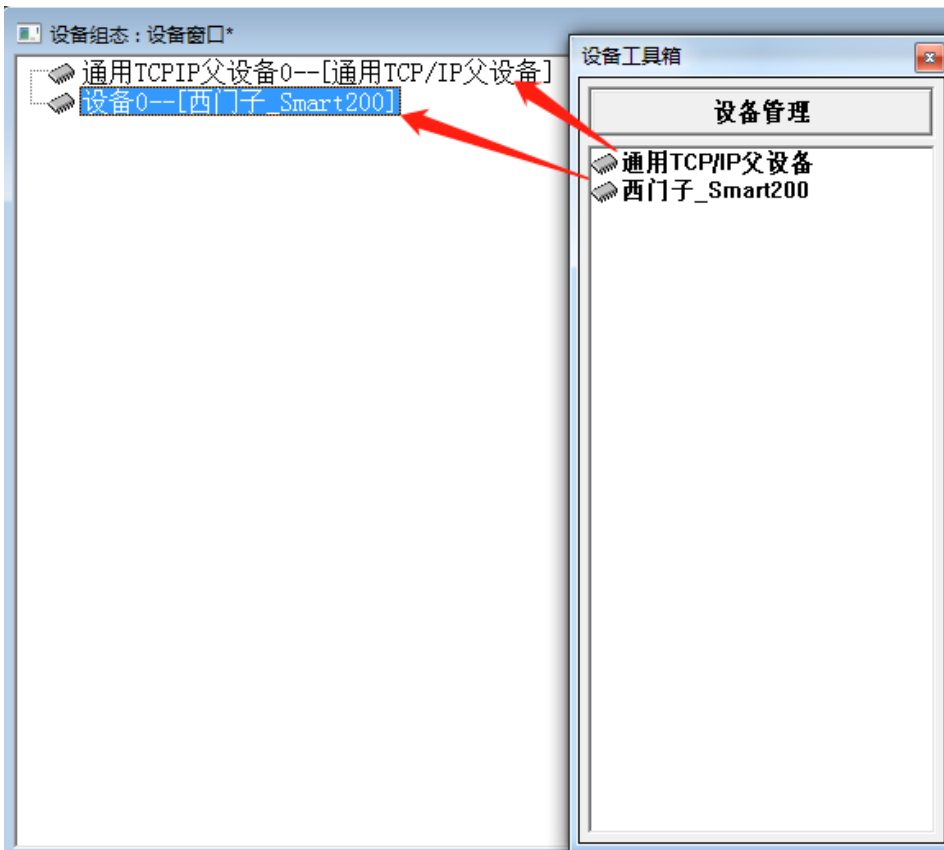 设备组态：设备窗口*
通用TCPIP父设备0--[通用TCP/IP父设备]
设备0--[西门子_Smart200]
设备工具箱
设备管理
通用TCP/IP父设备
西门子_Smart200